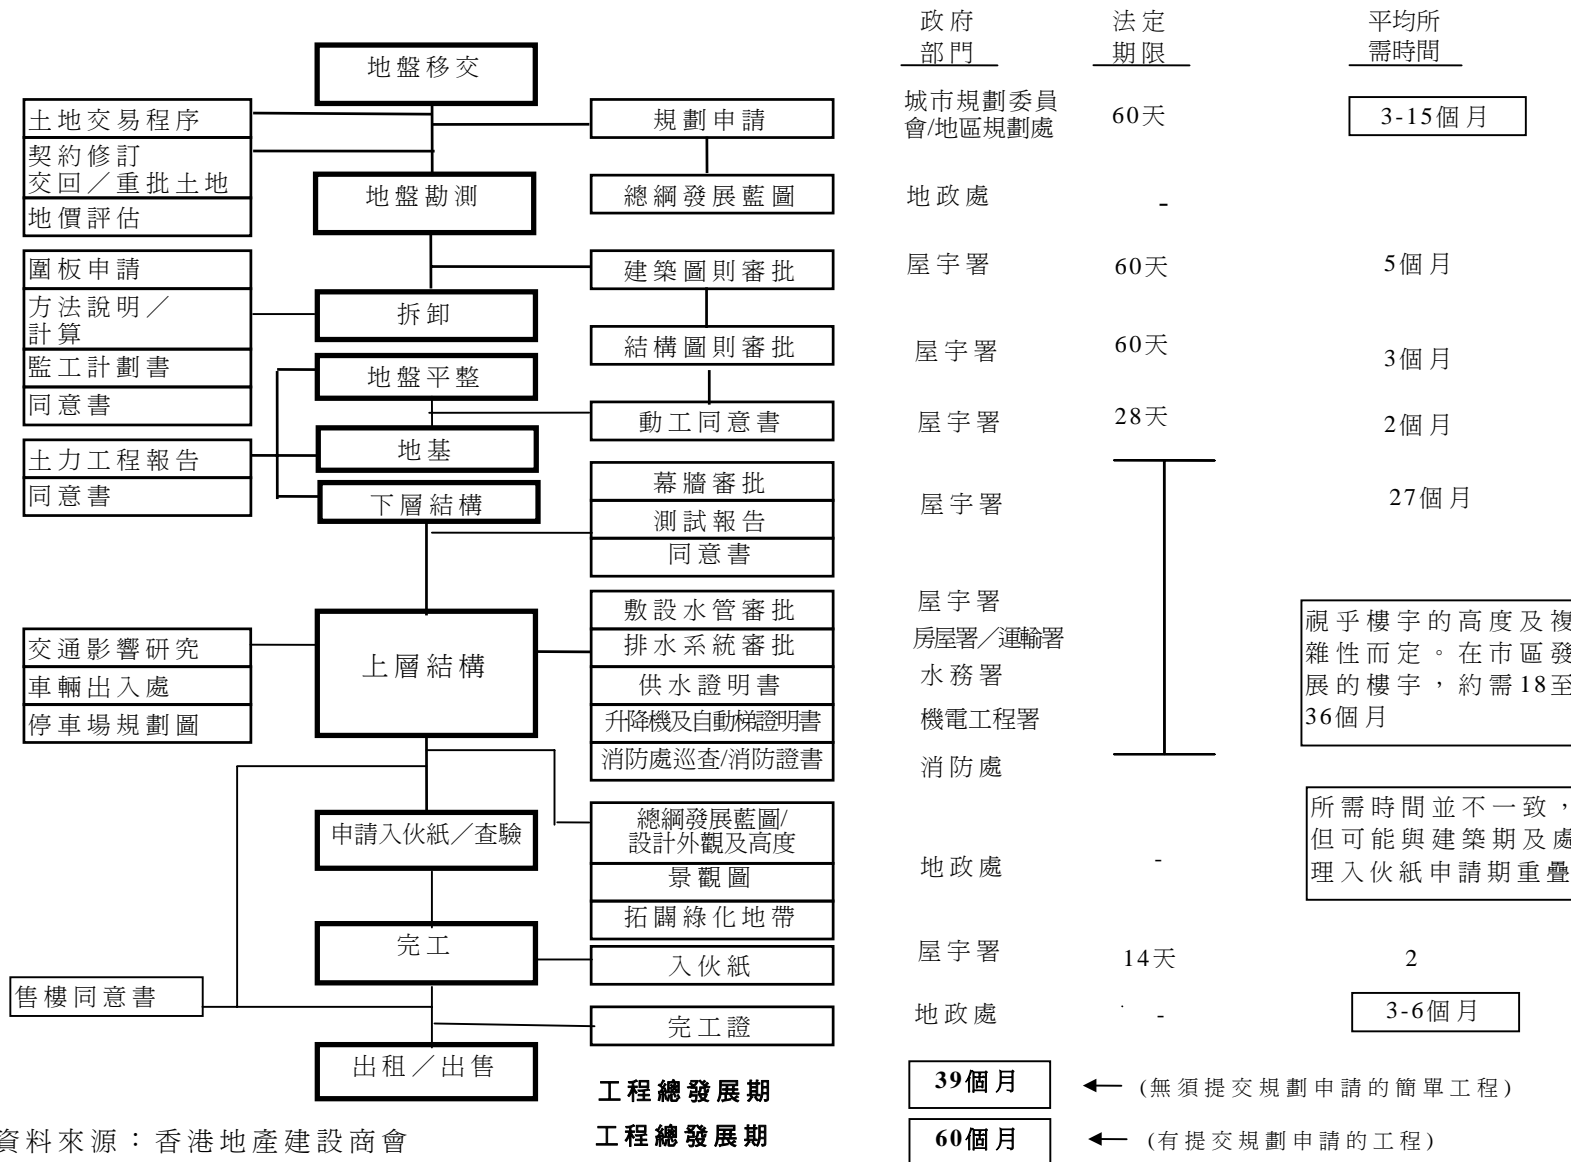 政府
部門
法定
期限
平均所
需時間
地盤移交
土地交易程序
契約修訂
交回／重批土地
地價評估
規劃申請
城市規劃委員
會/地區規劃處
60天
3-15個月
地盤勘測
總綱發展藍圖
地政處
-
圍板申請
方法說明／
計算
監工計劃書
同意書
建築圖則審批
屋宇署
60天
5個月
拆卸
結構圖則審批
屋宇署
60天
3個月
地盤平整
動工同意書
屋宇署
28天
2個月
地基
土力工程報告
同意書
下層結構
幕牆審批
測試報告
同意書
屋宇署
27個月
上層結構
交通影響研究
車輛出入處
停車場規劃圖
敷設水管審批
排水系統審批
供水證明書
升降機及自動梯證明書
消防處巡查/消防證書
屋宇署
房屋署／運輸署
水務署
機電工程署
消防處
視乎樓宇的高度及複
雜性而定。在市區發
展的樓宇，約需18至
36個月
申請入伙紙／查驗
總綱發展藍圖/
設計外觀及高度
景觀圖
拓闢綠化地帶
地政處
-
所需時間並不一致，
但可能與建築期及處
理入伙紙申請期重疊
完工
入伙紙
屋宇署
14天
2
售樓同意書
完工證
地政處
-
3-6個月
出租／出售
工程總發展期
39個月
(無須提交規劃申請的簡單工程)
資料來源：香港地產建設商會
工程總發展期
60個月
(有提交規劃申請的工程)